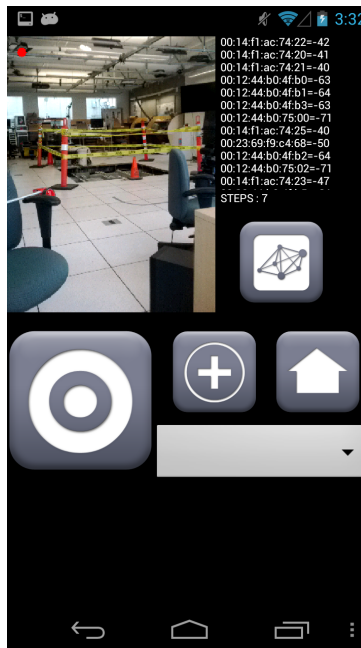 3:32
00:14:f1:ac:74:22=-42
00:14:f1:ac:74:20=-41
00:14:f1:ac:74:21=-40
00:12:44:b0:4f:b0=-63
00:12:44:b0:4f:b1=-64
00:12:44:b0:4f:b3=-63
00:12:44:b0:75:00=-71
00:14:f1:ac:74:25=-40
00:23:69:f9:c4:68=-50
00:12:44:b0:4f:b2=-64
00:12:44:b0:75:02=-71
00:14:f1:ac:74:23=-47
STEPS : 7